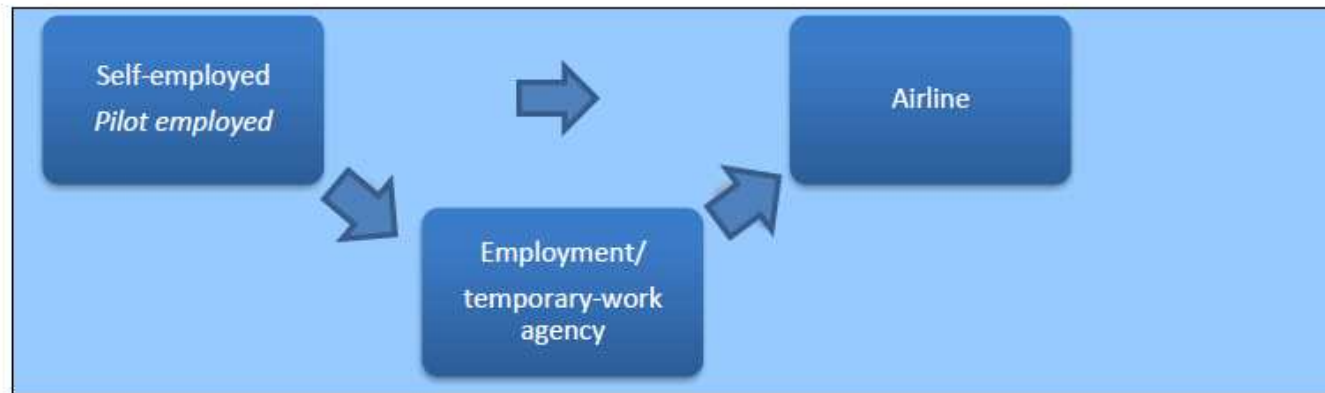 Self-employed
Pilot employed
Airline
Employment/
temporary-work
agency